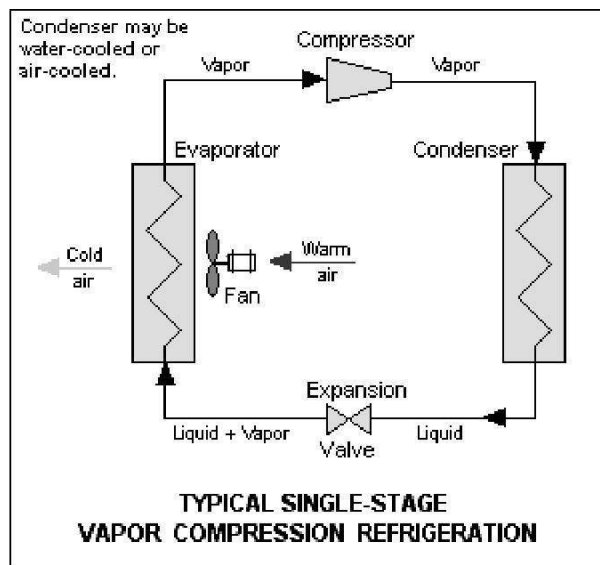 Condenser may be
water-cooled or
air-cooled.
Compressor
Vapor
Vapor
Evaporator
Condenser
Cold
air
Warm
air
Fan
Expansion
Valve
Liquid + Vapor
Liquid
TYPICAL SINGLE-STAGE
VAPOR COMPRESSION REFRIGERATION